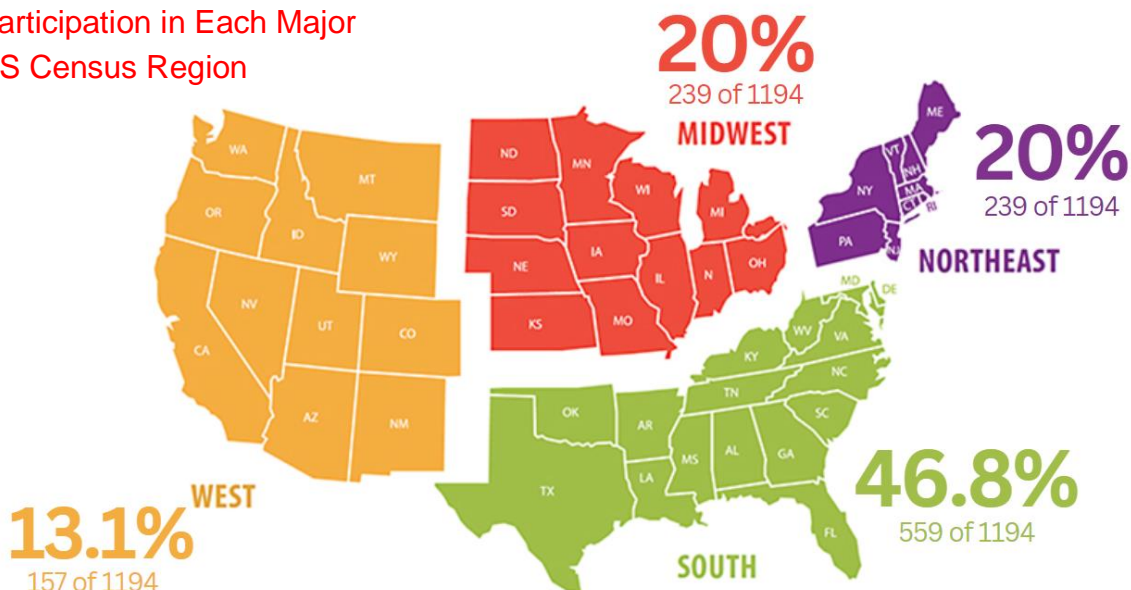 articipation in Each Major
S Census Region
20%
239 of 1194
MIDWEST
20%
239 of 1194
NORTHEAST
46.8%
559 of 1194
SOUTH
WEST
13.1%
157 of 1194
WA
OR
CA
NV
ID
MT
WY
UT
CO
AZ
NM
ND
SD
NE
KS
MN
IA
MO
WI
IL
MI
N
OH
ME
VT
NH
MA
CT
RI
NY
PA
NJ
MD
DE
WV
VA
KY
NC
TN
SC
OK
AR
TX
LA
MS
AL
GA
FL